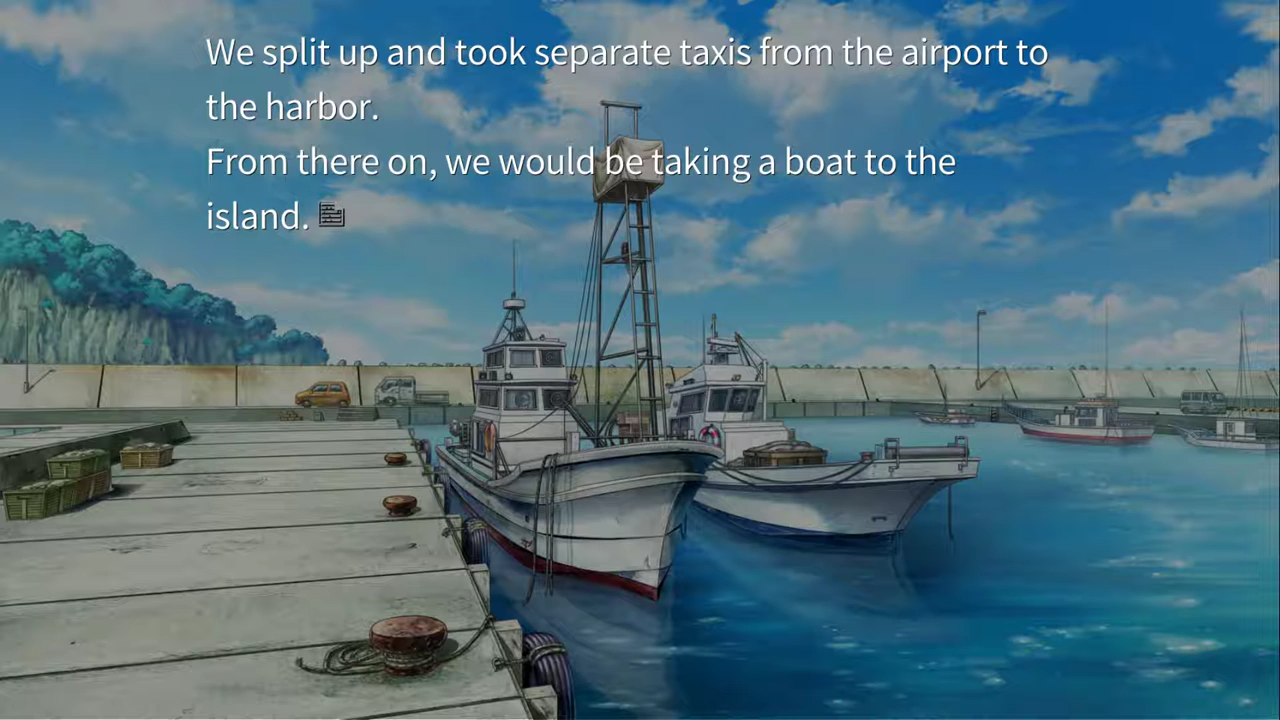 We split up and took separate taxis from the airport to
the harbor.
From there on, we would be taking a boat to the
island.